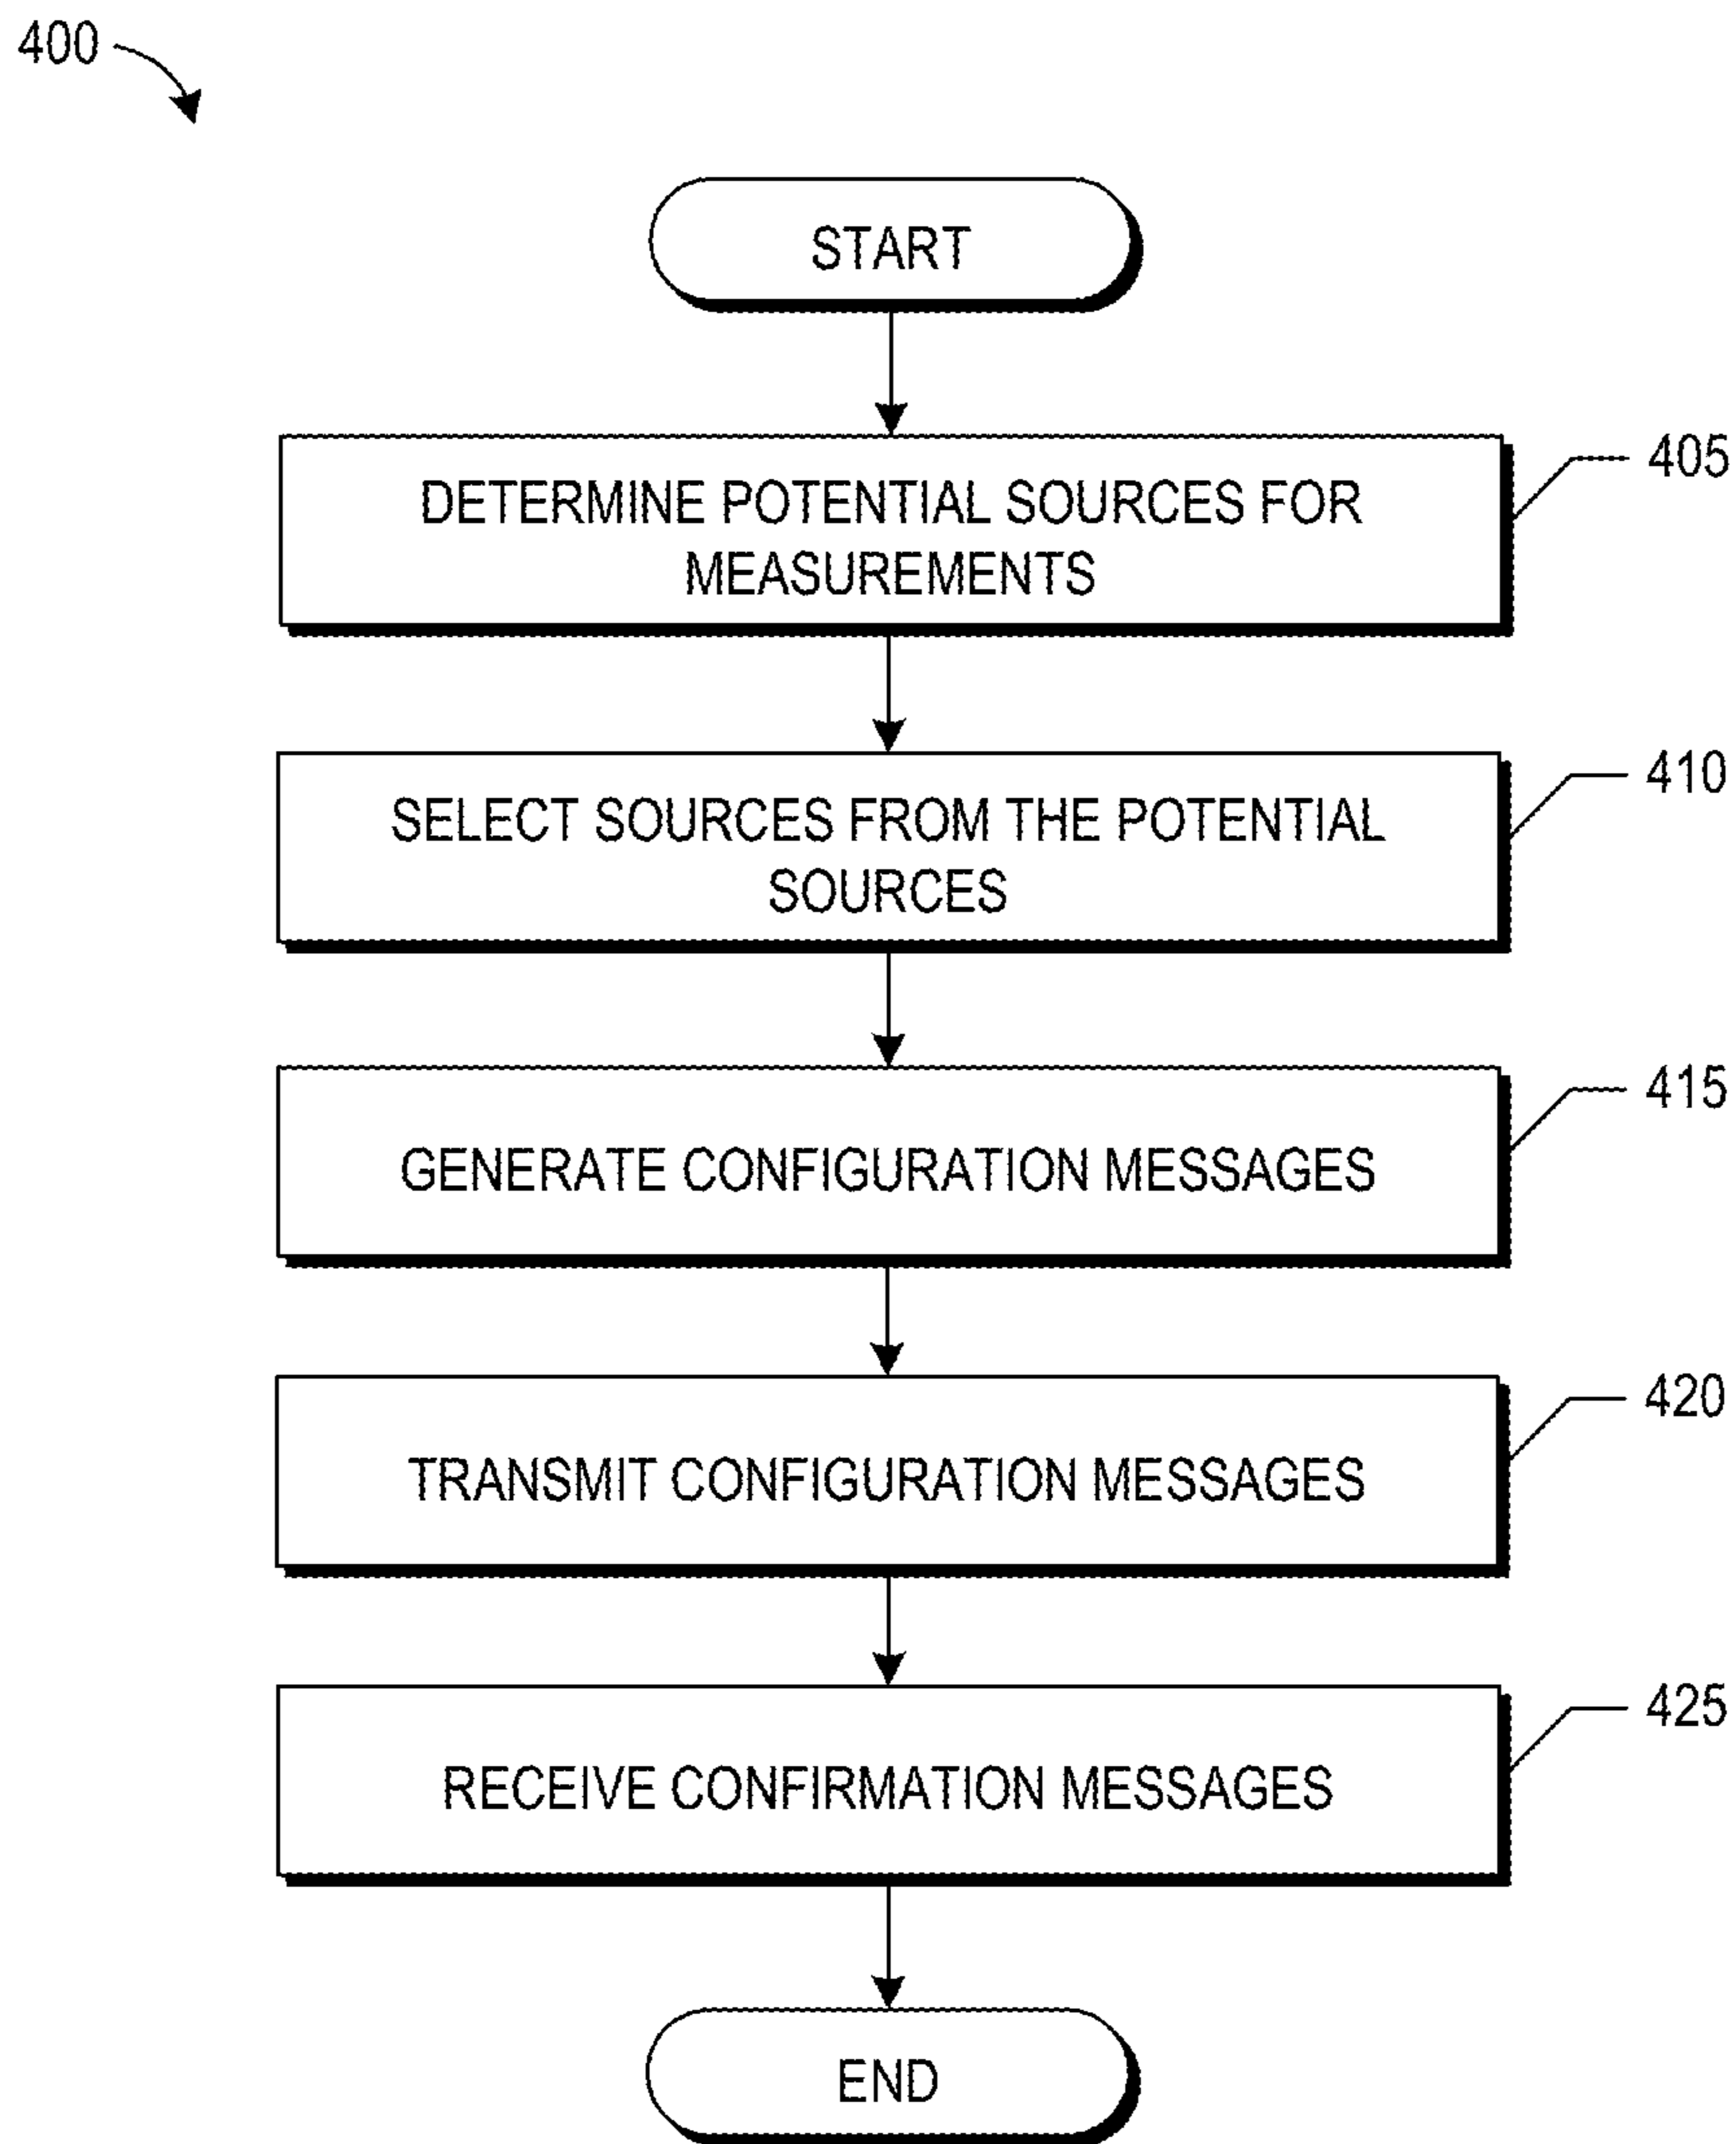 400
START
405
DETERMINE POTENTIAL SOURCES FOR
MEASUREMENTS
410
SELECT SOURCES FROM THE POTENTIAL
SOURCES
415
GENERATE CONFIGURATION MESSAGES
420
TRANSMIT CONFIGURATION MESSAGES
425
RECEIVE CONFIRMATION MESSAGES
END